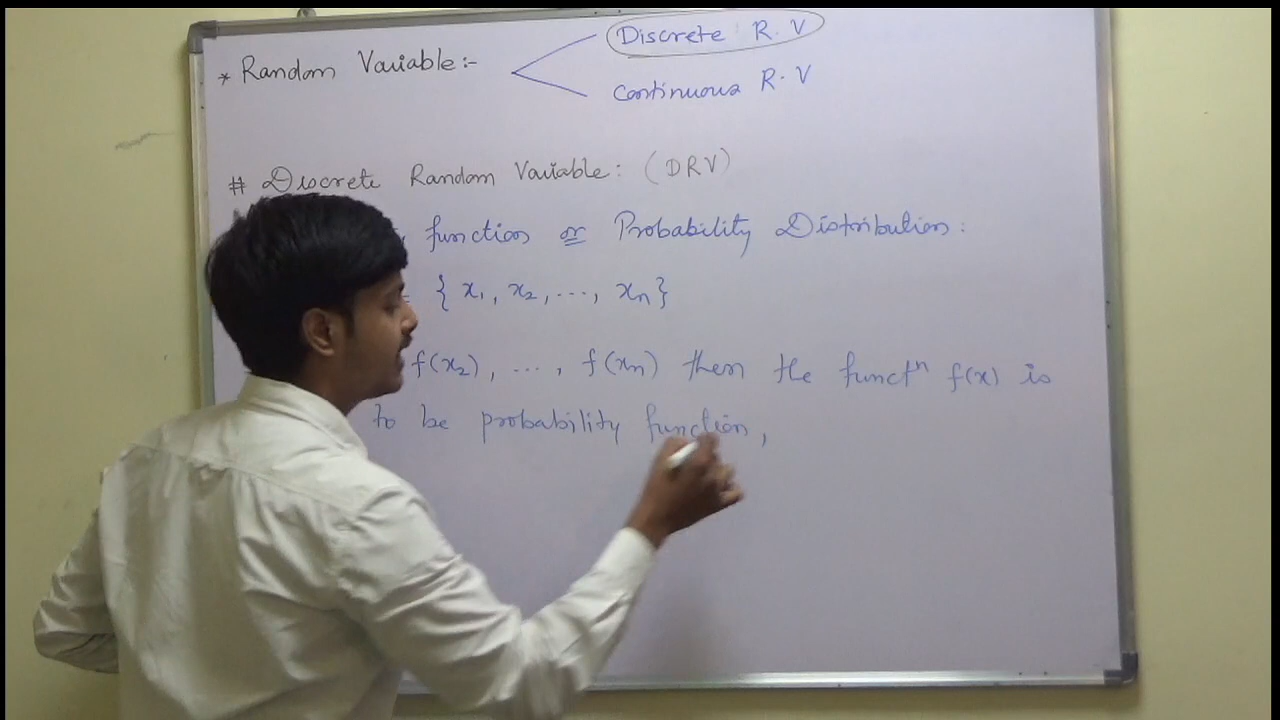 * Random Variable:-
Discrete R.V
Continuous R.V
# Discrete Random Variable: (DRV)
function or Probability Distribution:
{ x1, x2, ..., xn}
f(x2), ..., f(xn) then the functn f(x) is
to be probability function,